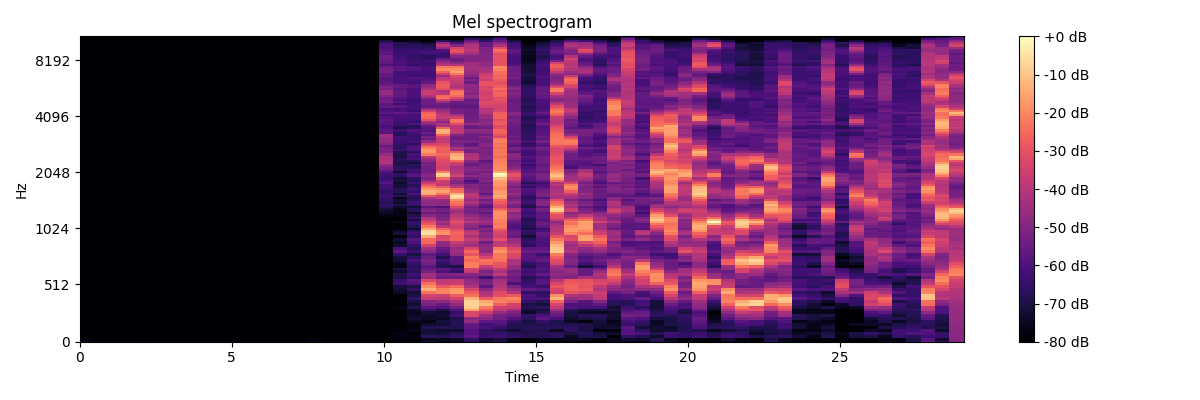 Mel spectrogram
+0 dB
8192
-10 dB
4096
-20 dB
-30 dB
Hz
2048
-40 dB
1024
-50 dB
-60 dB
512
-70 dB
0
-80 dB
0 5 10 15 20 25
Time